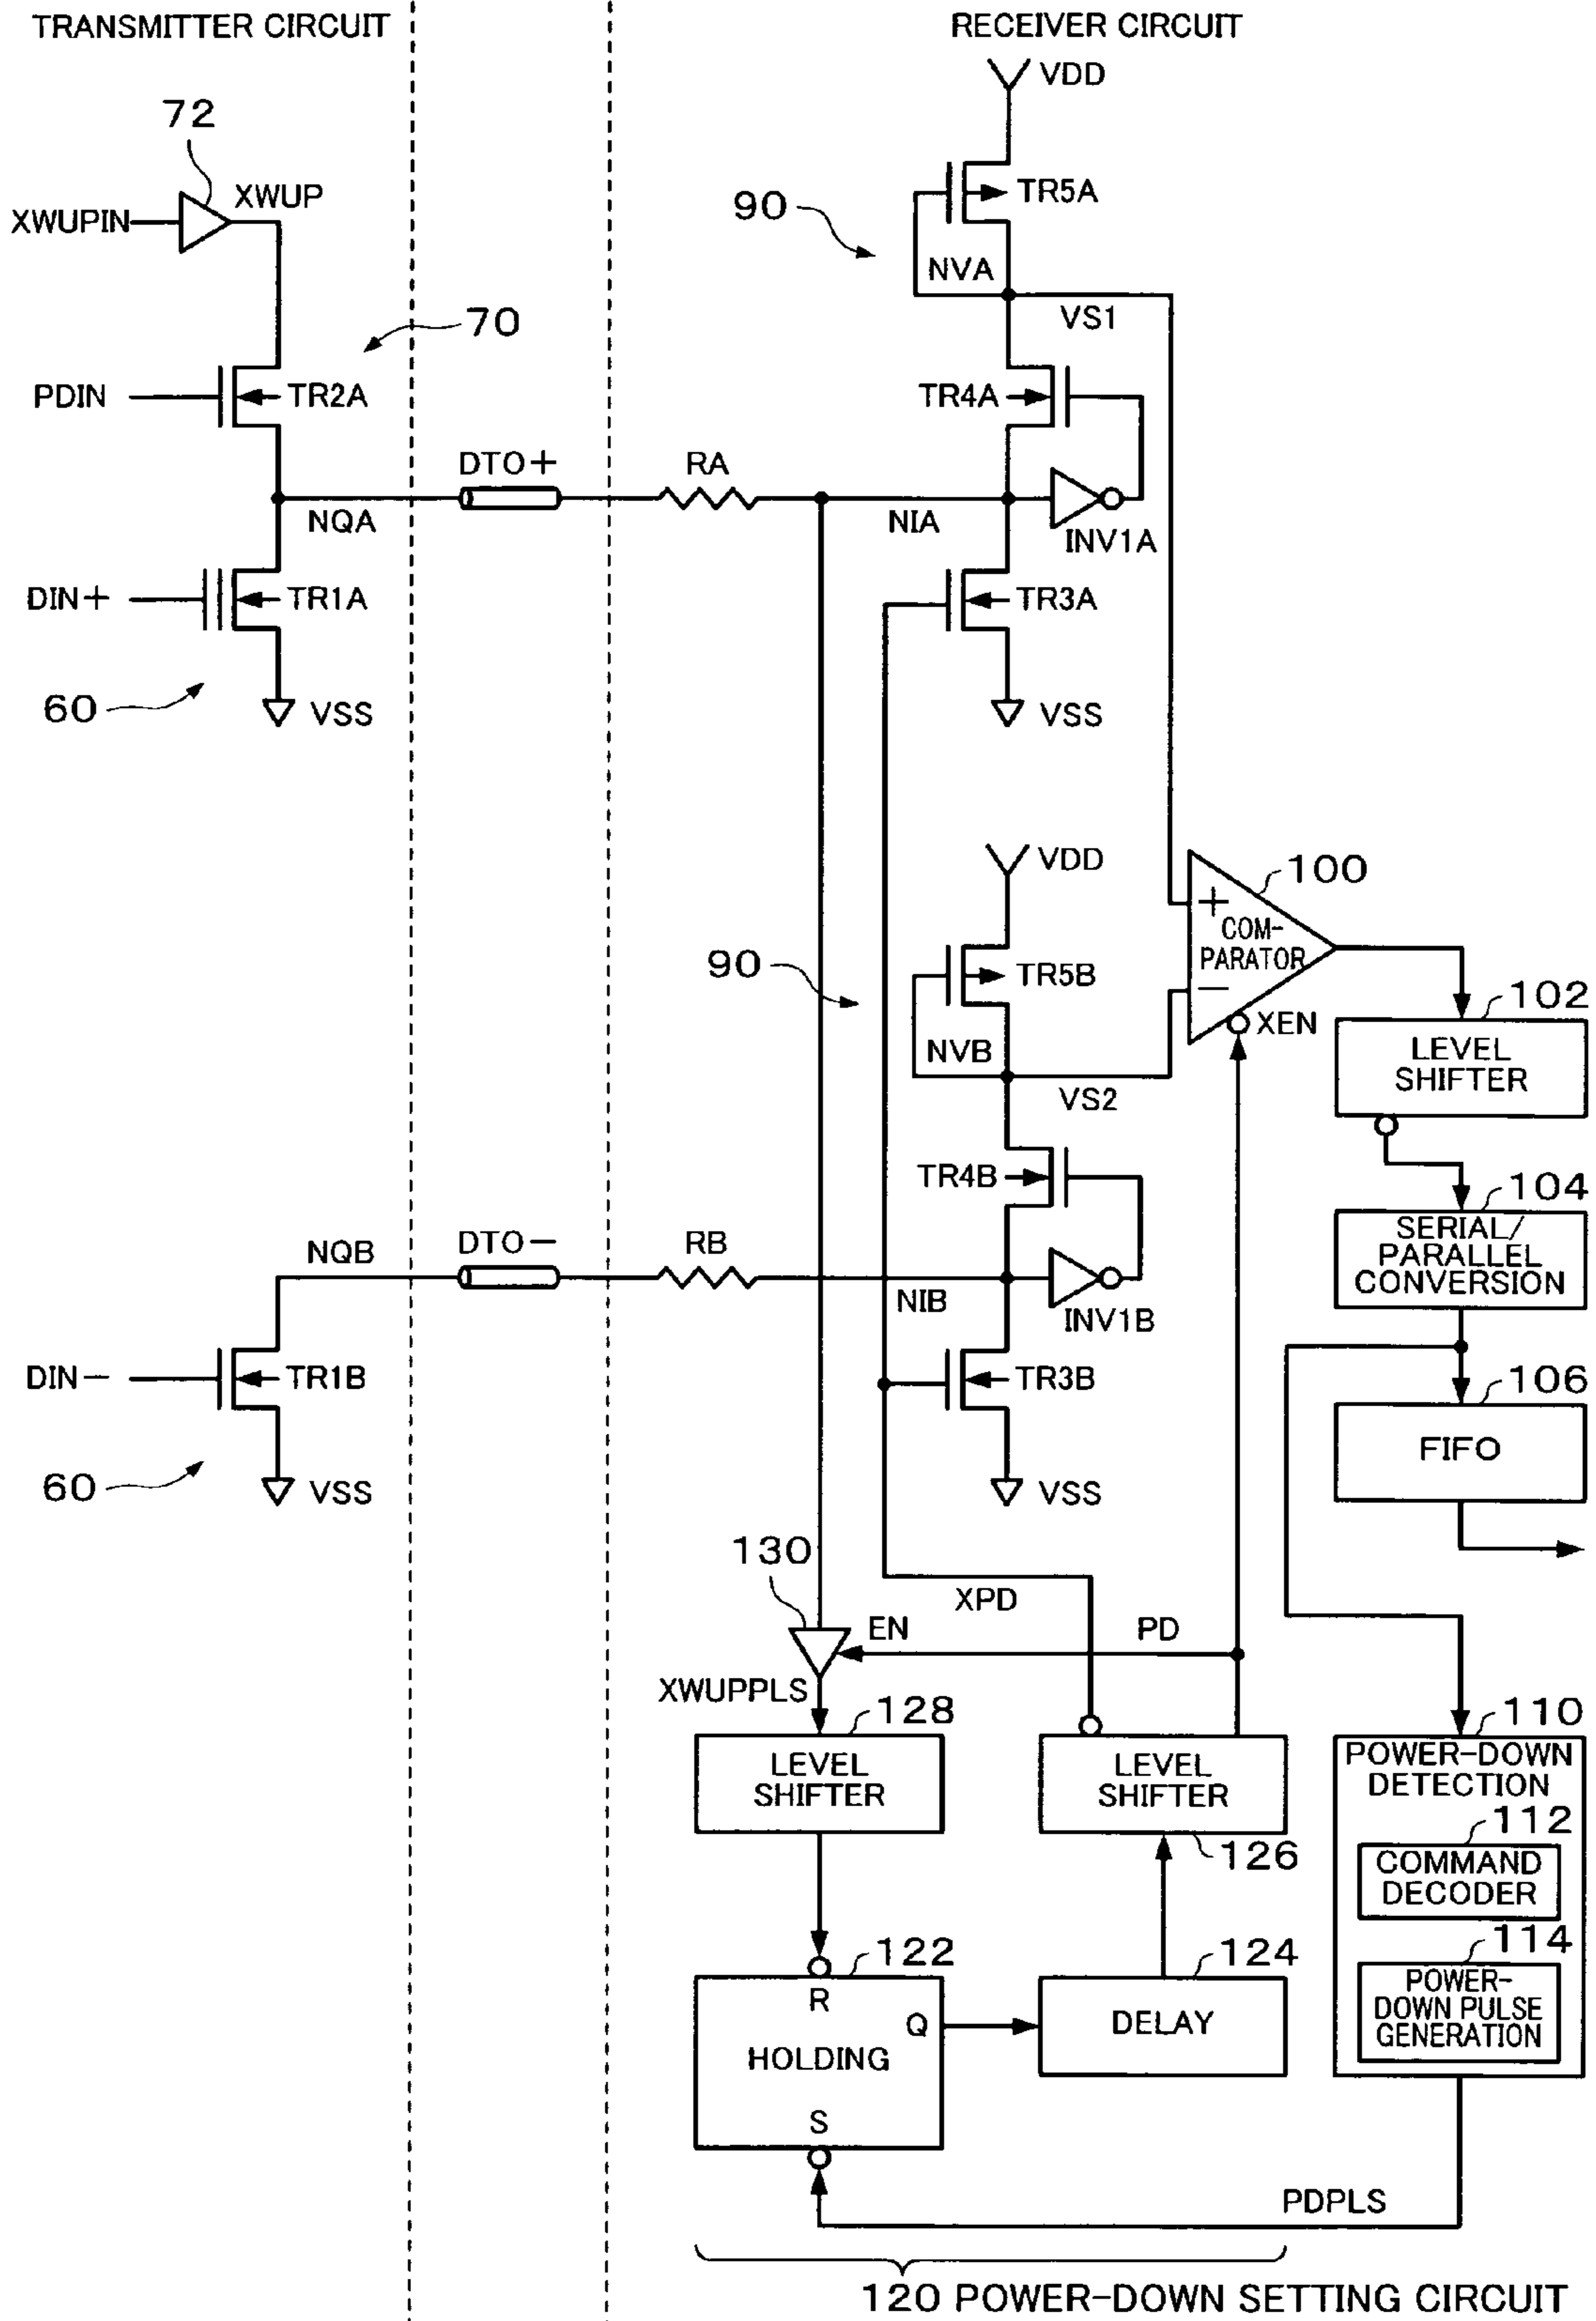 TRANSMITTER CIRCUIT
RECEIVER CIRCUIT
VDD
72
XWUP
XWUPIN
TR5A
90
NVA
VS1
70
PDIN
TR2A
TR4A
DTO+
RA
NQA
NIA
INV1A
DIN+
TR1A
TR3A
60
VSS
VSS
VDD
100
+
COM-
PARATOR
−
90
TR5B
XEN
102
LEVEL
SHIFTER
NVB
VS2
TR4B
104
SERIAL/
PARALLEL
CONVERSION
NQB
DTO−
RB
NIB
INV1B
DIN−
TR1B
TR3B
106
FIFO
60
VSS
VSS
130
XPD
EN
PD
XWUPPLS
128
LEVEL
SHIFTER
LEVEL
SHIFTER
126
110
POWER-DOWN
DETECTION
112
COMMAND
DECODER
114
POWER-
DOWN PULSE
GENERATION
122
R
Q
HOLDING
S
124
DELAY
PDPLS
120 POWER-DOWN SETTING CIRCUIT